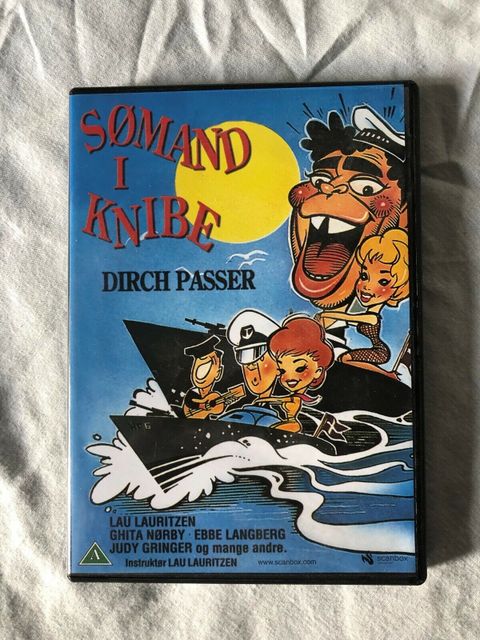 SØMAND
I
KNIBE
DIRCH PASSER
LAU LAURITZEN
GHITA NØRBY · EBBE LANGBERG
JUDY GRINGER og mange andre.
A
Instruktør LAU LAURITZEN
www.scanbox.com
scanbox